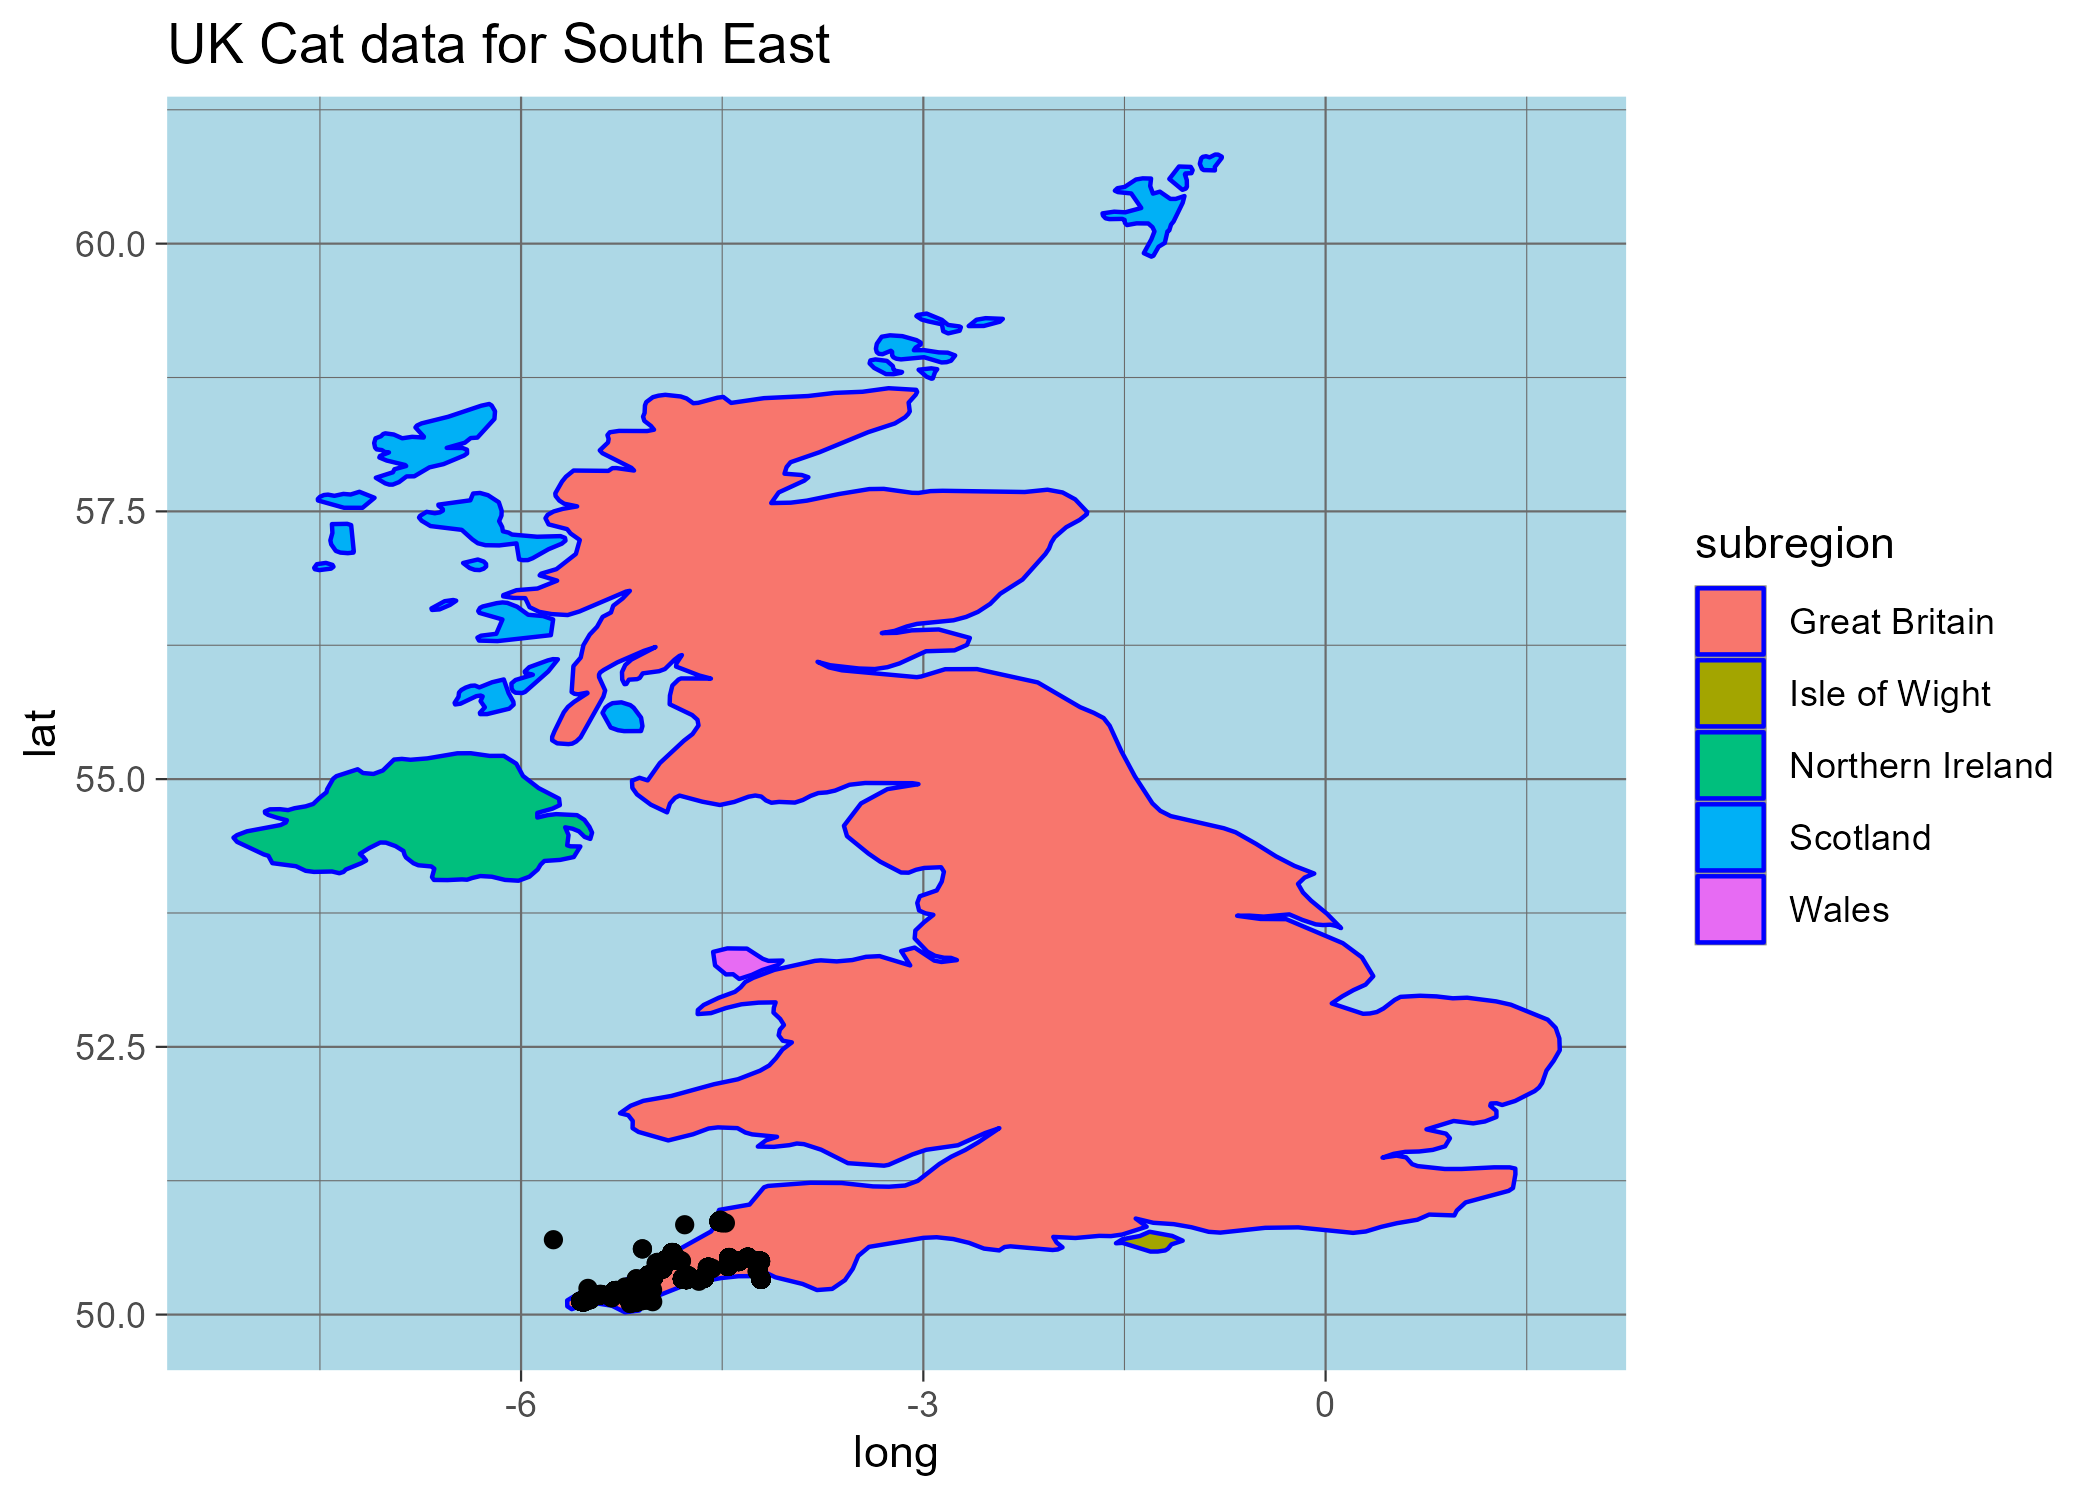 UK Cat data for South East
60.0
57.5
55.0
52.5
50.0
lat
-6
-3
0
long
subregion
Great Britain
Isle of Wight
Northern Ireland
Scotland
Wales